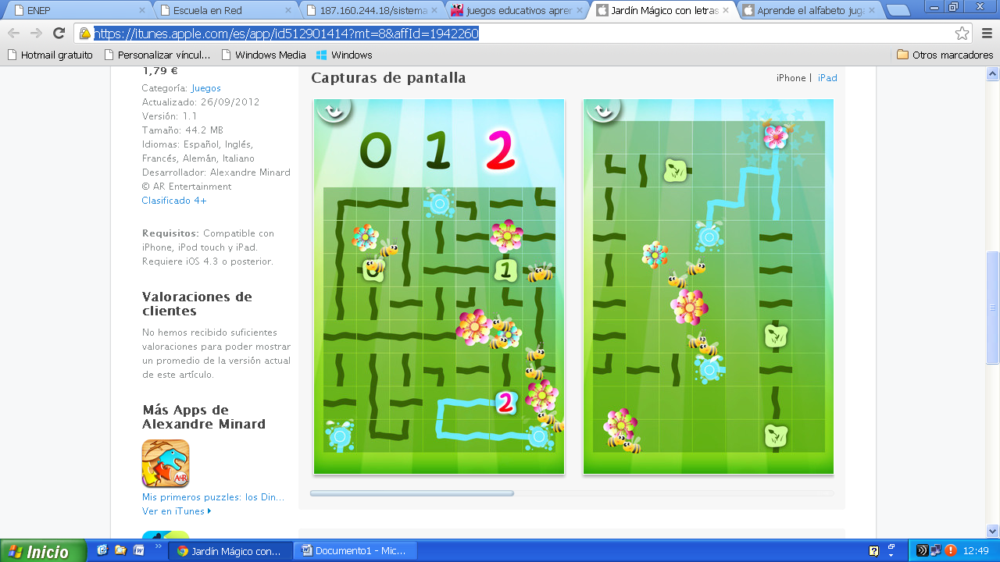 ENEP
Escuela en Red
187.160.244.18/sistema
juegos educativos apren
Jardín Mágico con letras
Aprende el alfabeto jug
https://itunes.apple.com/es/app/id512901414?mt=8&affId=1942260
Hotmail gratuito
Personalizar víncul...
Windows Media
Windows
Otros marcadores
1,79 €
Categoría: Juegos
Actualizado: 26/09/2012
Versión: 1.1
Tamaño: 44.2 MB
Idiomas: Español, Inglés,
Francés, Alemán, Italiano
Desarrollador: Alexandre Minard
© AR Entertainment
Clasificado 4+
Requisitos: Compatible con
iPhone, iPod touch y iPad.
Requiere iOS 4.3 o posterior.
Valoraciones de
clientes
No hemos recibido suficientes
valoraciones para poder mostrar
un promedio de la versión actual
de este artículo.
Más Apps de
Alexandre Minard
A&R
Mis primeros puzzles: los Din...
Ver en iTunes
Capturas de pantalla
iPhone |
iPad
0 1 2
0
1
2
Inicio
Jardín Mágico con...
Documento1 - Mic...
12:49